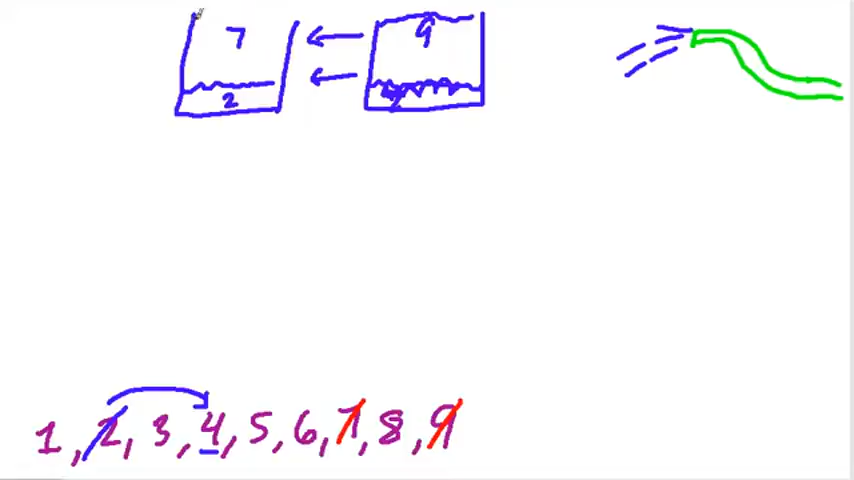 7 9
2
1, 2, 3, 4, 5, 6, 7, 8, 9